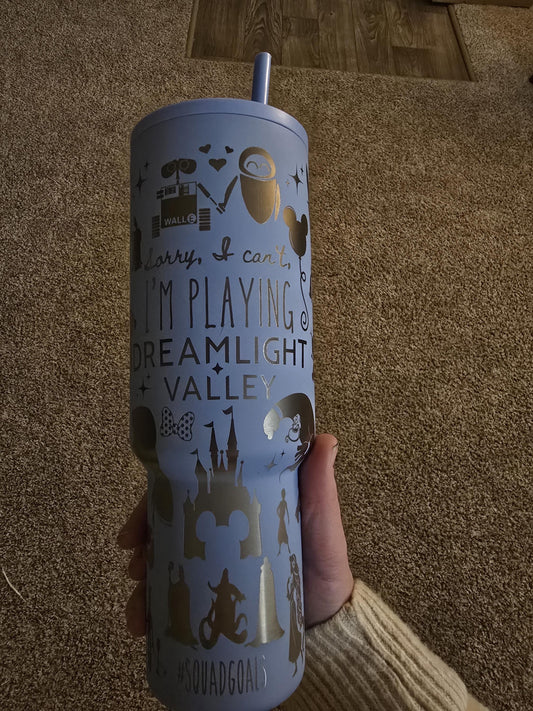 WALL•E
Sorry, I can't,
I'M PLAYING
DREAMLIGHT
VALLEY
#SQUADGOALS